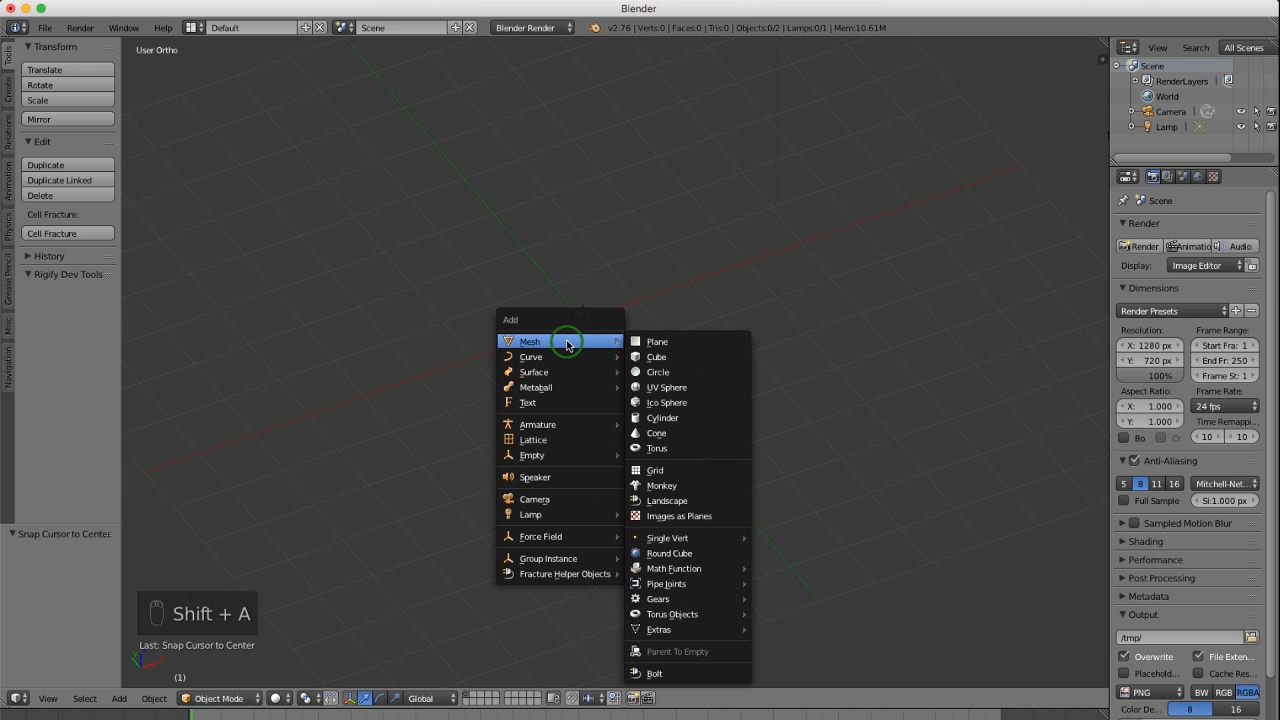 Blender
File
Render
Window
Help
Default
Scene
Blender Render
v2.76 | Verts:0 | Faces:0 | Tris:0 | Objects:0/2 | Lamps:0/1 | Mem:10.61M
Tools
Create
Relations
Animation
Physics
Grease Pencil
Misc
Navigation
Transform
Translate
Rotate
Scale
Mirror
Edit
Duplicate
Duplicate Linked
Delete
Cell Fracture:
Cell Fracture
History
Rigify Dev Tools
Snap Cursor to Center
User Ortho
Add
Mesh
Curve
Surface
Metaball
Text
Armature
Lattice
Empty
Speaker
Camera
Lamp
Force Field
Group Instance
Fracture Helper Objects
Plane
Cube
Circle
UV Sphere
Ico Sphere
Cylinder
Cone
Torus
Grid
Monkey
Landscape
Images as Planes
Single Vert
Round Cube
Math Function
Pipe Joints
Gears
Torus Objects
Extras
Parent To Empty
Bolt
Shift + A
Last: Snap Cursor to Center
y
x
(1)
View
Select
Add
Object
Object Mode
Global
View
Search
All Scenes
Scene
RenderLayers
World
Camera
Lamp
Scene
Render
Render
Animatio
Audio
Display:
Image Editor
Dimensions
Render Presets
Resolution:
Frame Range:
X: 1280 px
Start Fra: 1
Y: 720 px
End Fr: 250
100%
Frame St: 1
Aspect Ratio:
Frame Rate:
X: 1.000
24 fps
Y: 1.000
Time Remappi...
Bo
Cr
10
10
Anti-Aliasing
5
8
11
16
Mitchell-Net...
Full Sample
Si:1.000 px
Sampled Motion Blur
Shading
Performance
Post Processing
Metadata
Output
/tmp/
Overwrite
File Exten...
Placehold...
Cache Res...
PNG
BW
RGB
RGBA
Color De...
8
16